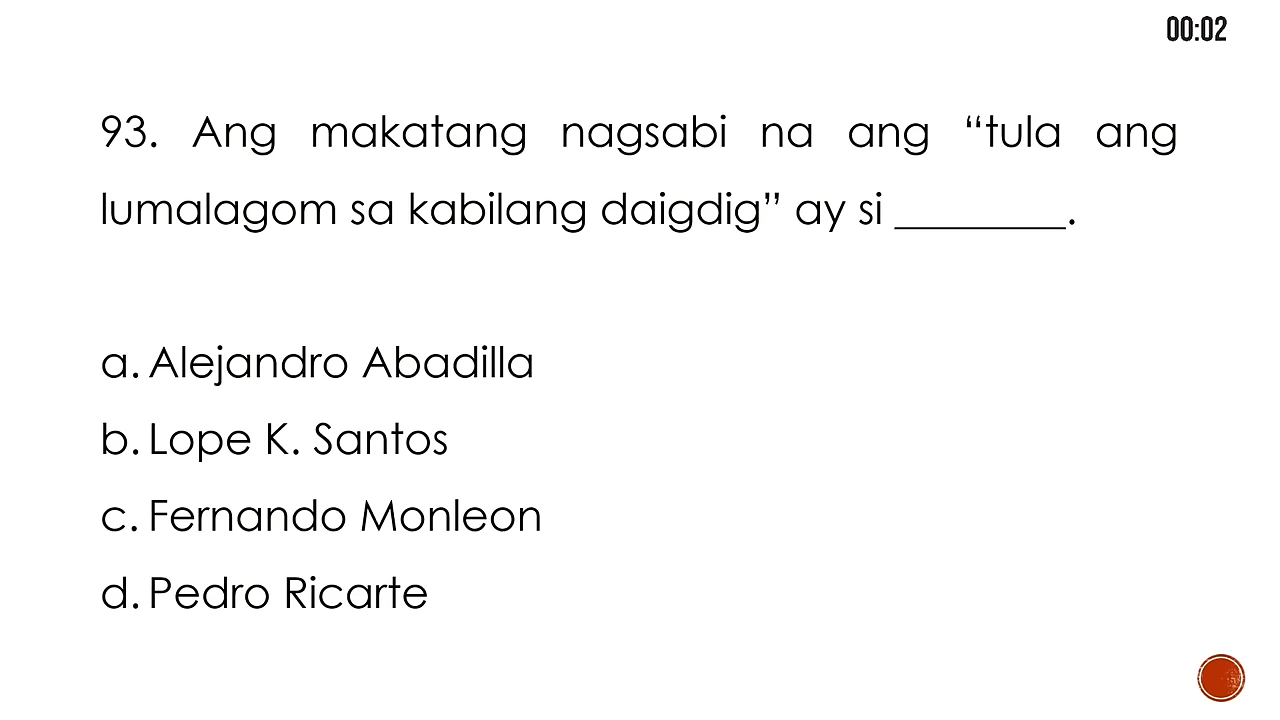 00:02
93. Ang makatang nagsabi na ang “tula ang
lumalagom sa kabilang daigdig” ay si ________.
a. Alejandro Abadilla
b. Lope K. Santos
c. Fernando Monleon
d. Pedro Ricarte